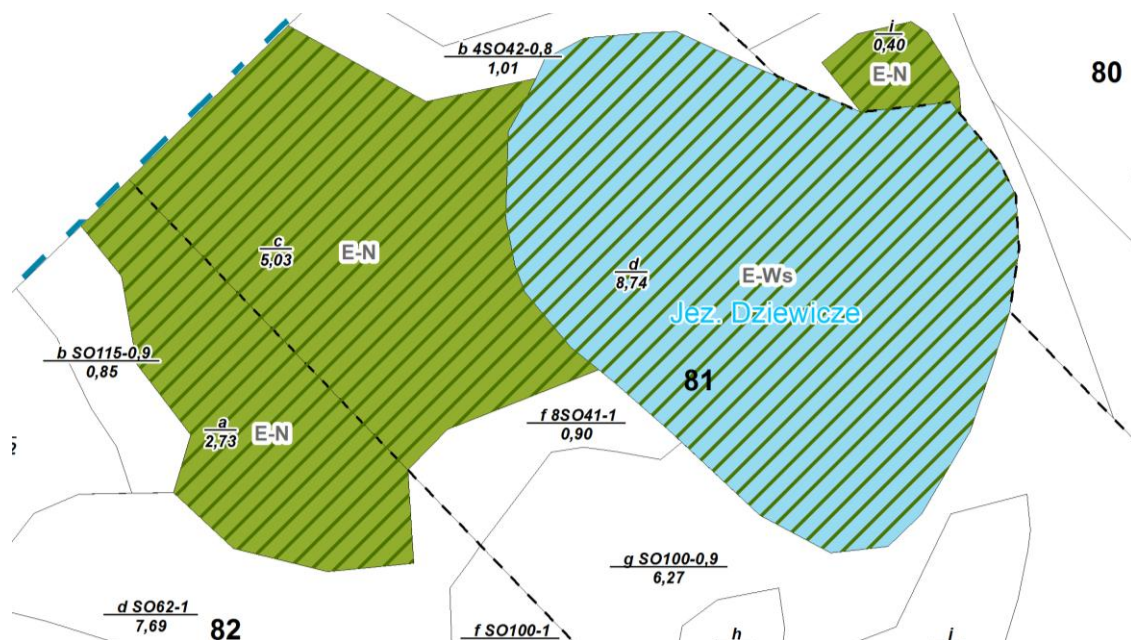 i
0,40
E-N
b 4SO42-0,8
1,01
80
c
5,03
E-N
d
8,74
E-Ws
Jez. Dziewicze
b SO115-0,9
0,85
81
a
2,73
E-N
f 8SO41-1
0,90
g SO100-0,9
6,27
d SO62-1
7,69
82
f SO100-1
h